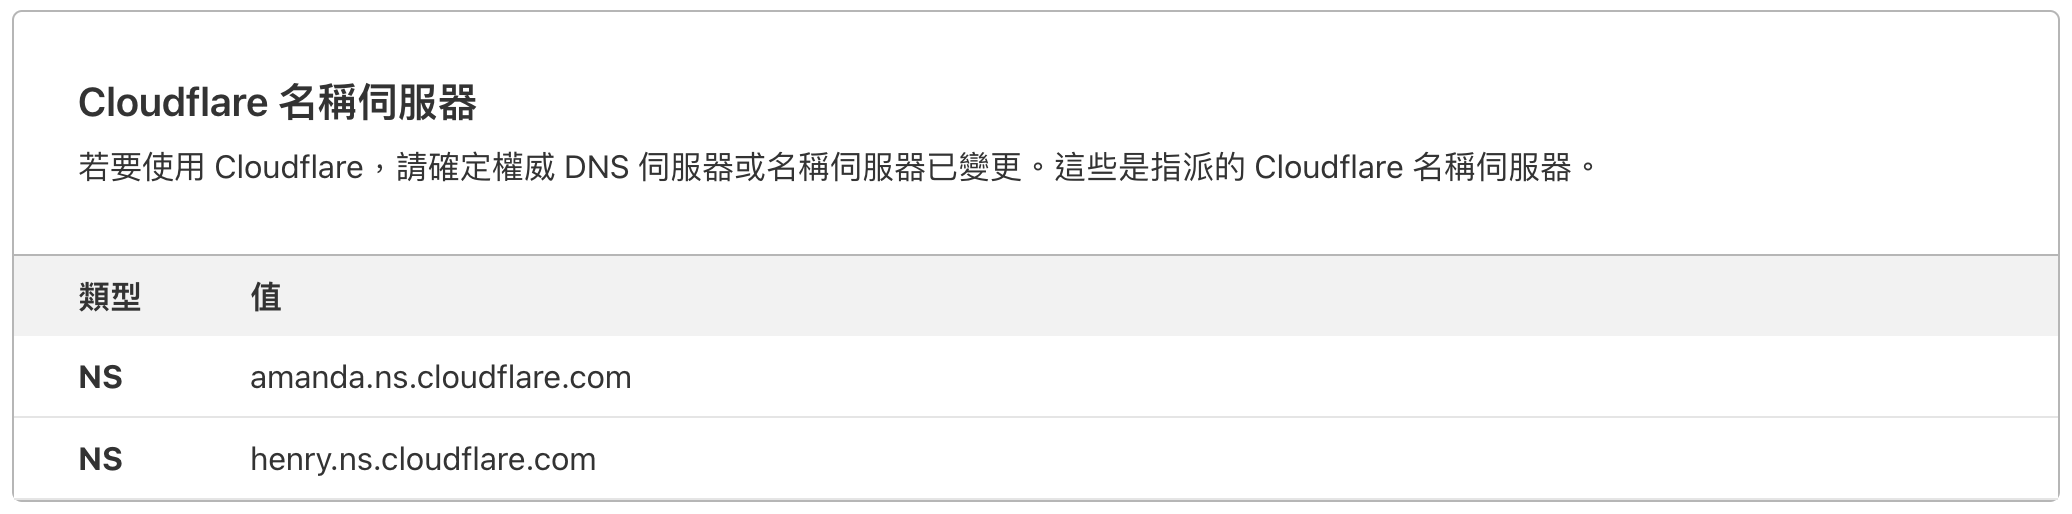 Cloudflare 名稱伺服器
若要使用 Cloudflare，請確定權威 DNS 伺服器或名稱伺服器已變更。這些是指派的 Cloudflare 名稱伺服器。
類型 值
NS amanda.ns.cloudflare.com
NS henry.ns.cloudflare.com